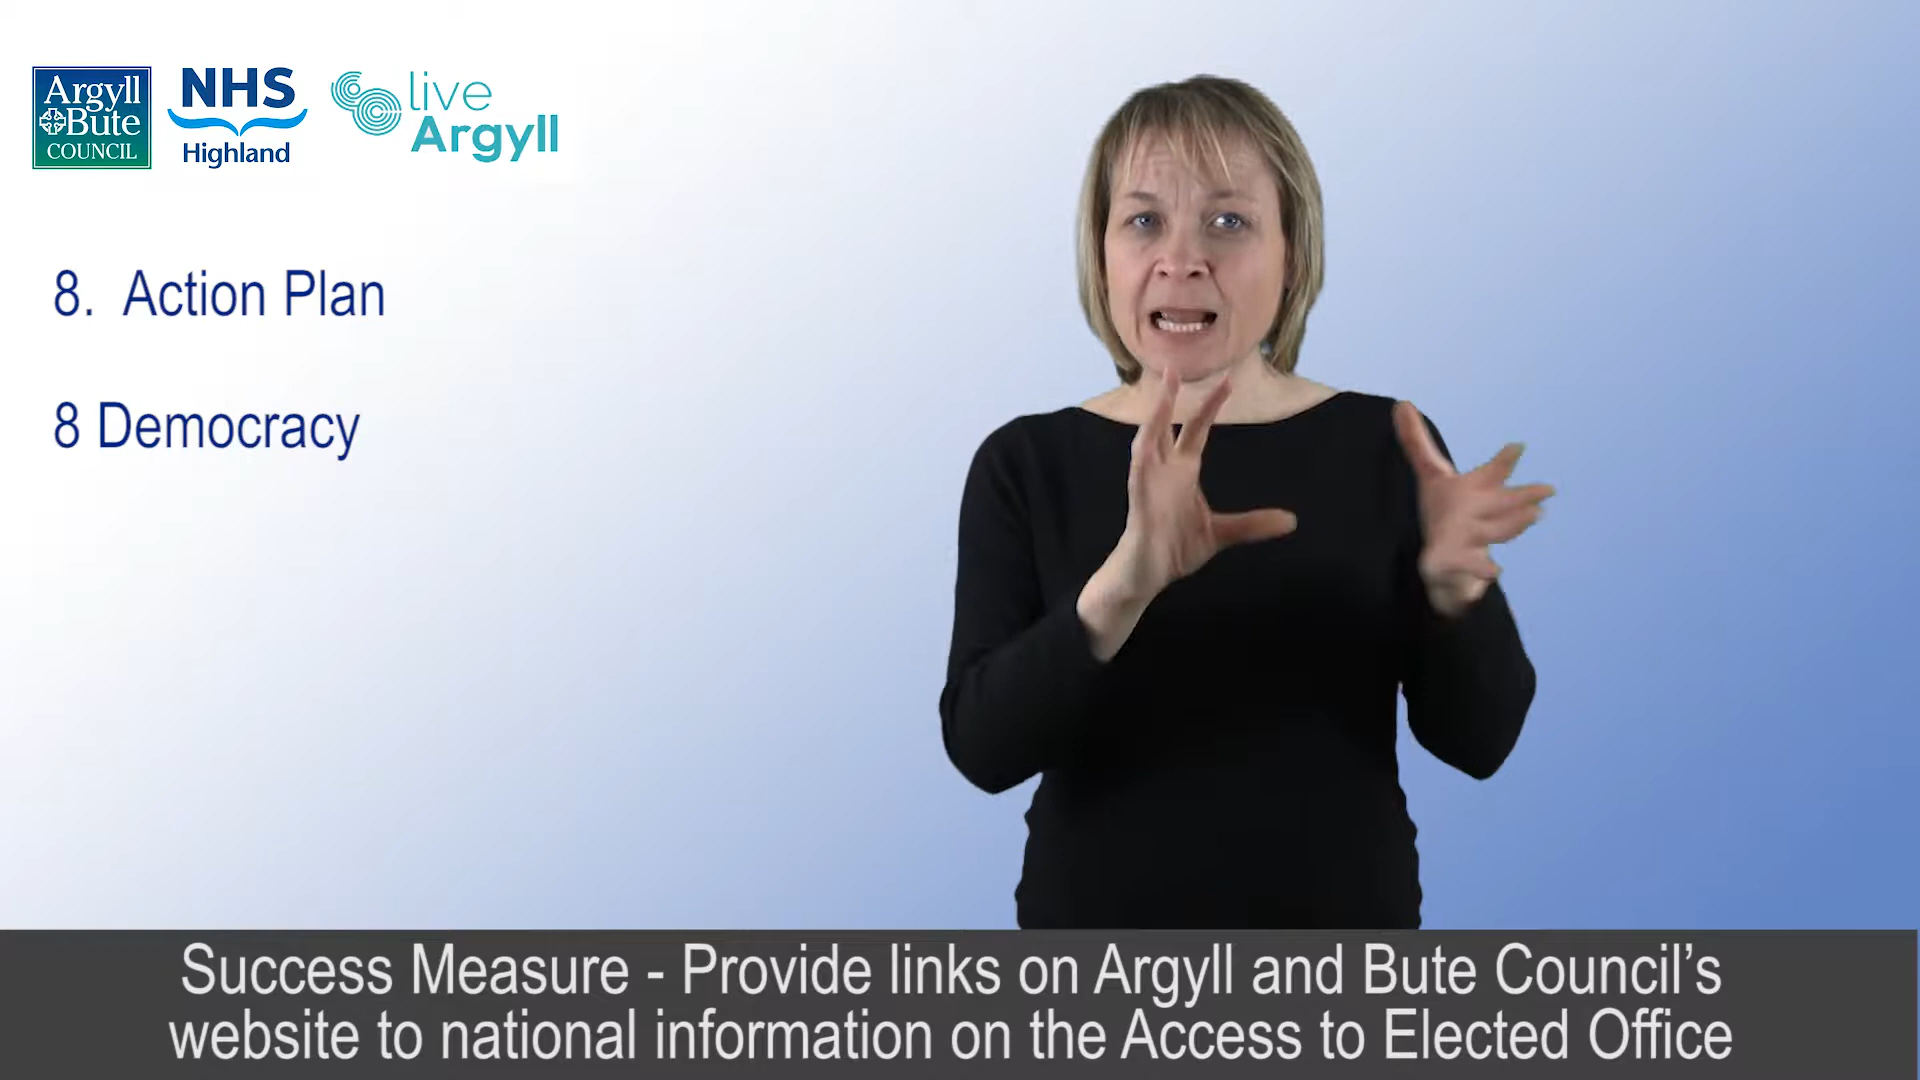 Argyll
Bute
COUNCIL
NHS
Highland
live
Argyll
8. Action Plan
8 Democracy
Success Measure - Provide links on Argyll and Bute Council’s
website to national information on the Access to Elected Office